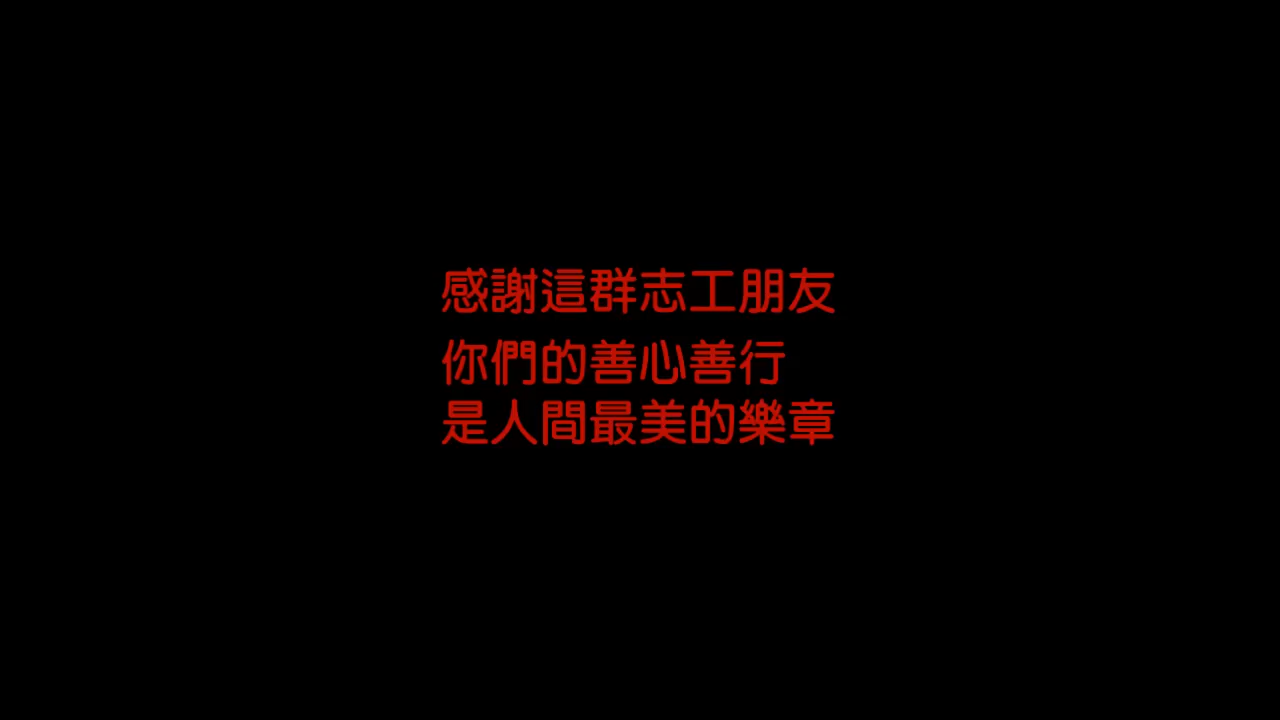 感謝這群志工朋友
你們的善心善行
是人間最美的樂章